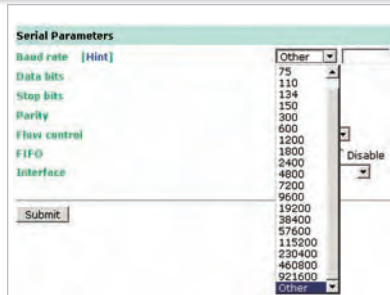 Serial Parameters
Baud rate [Hint] Other
Data bits
Stop bits
Parity
Flow control
FIFO Disable
Interface
Submit
75
110
134
150
300
600
1200
1800
2400
4800
7200
9600
19200
38400
57600
115200
230400
460800
921600
Other